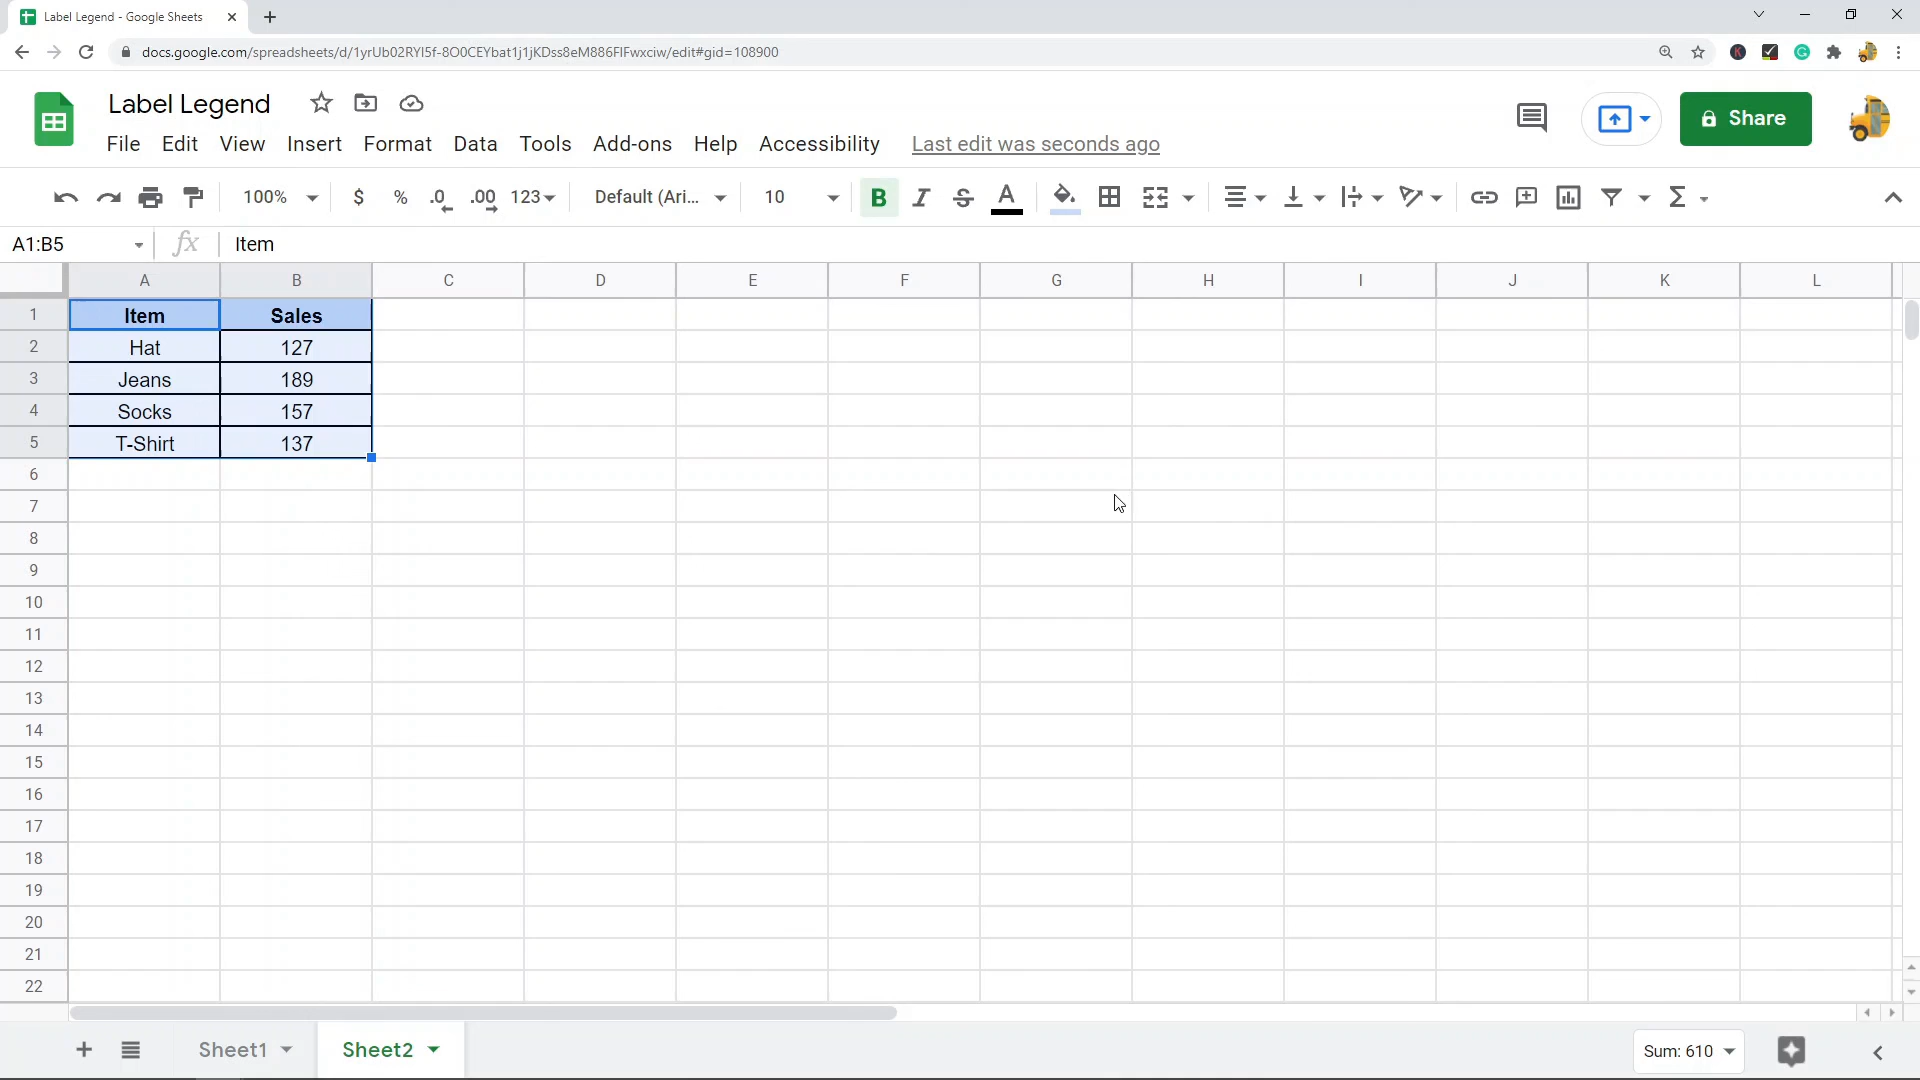 Label Legend - Google Sheets
docs.google.com/spreadsheets/d/1yrUb02RYI5f-8O0CEYbat1j1jKDss8eM886FIFwxciw/edit#gid=108900
Label Legend
File Edit View Insert Format Data Tools Add-ons Help Accessibility Last edit was seconds ago
Share
100% $ % .0 .00 123 Default (Ari... 10 B I S A
A1:B5 fx Item
A B C D E F G H I J K L
1 Item Sales
2 Hat 127
3 Jeans 189
4 Socks 157
5 T-Shirt 137
6
7
8
9
10
11
12
13
14
15
16
17
18
19
20
21
22
Sheet1 Sheet2 Sum: 610